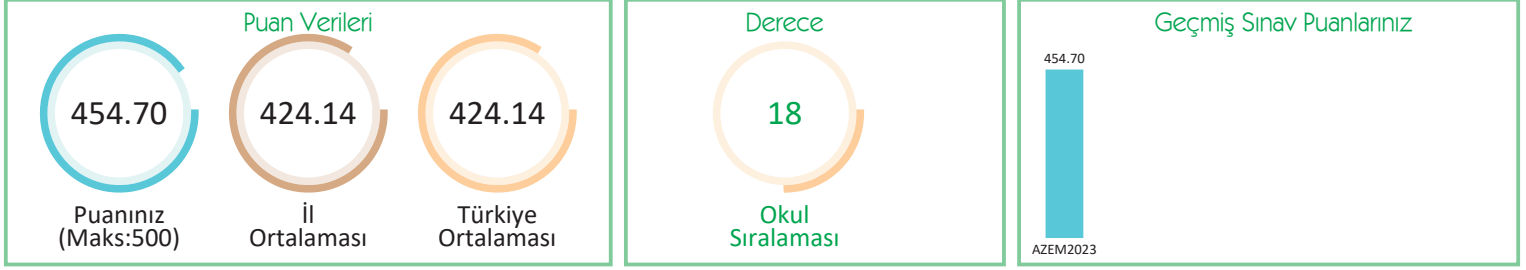 Puan Verileri
454.70
424.14
424.14
Puanınız
(Maks:500)
İl
Ortalaması
Türkiye
Ortalaması
Derece
18
Okul
Sıralaması
Geçmiş Sınav Puanlarınız
454.70
AZEM2023